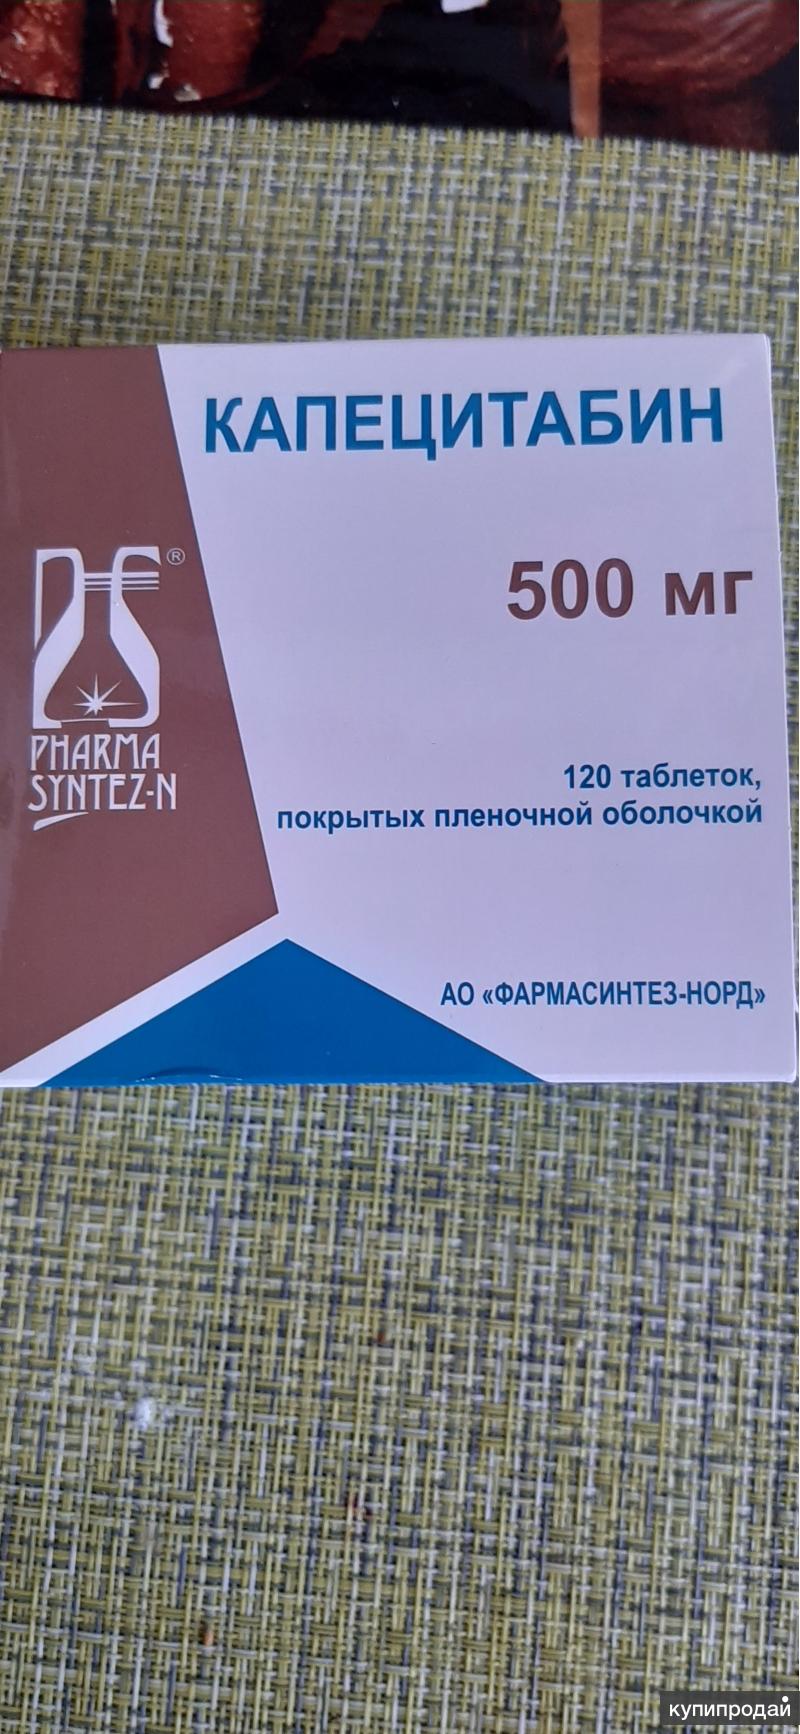 КАПЕЦИТАБИН
500 мг
®
PHARMA
SYNTEZ-N
120 таблеток,
покрытых пленочной оболочкой
АО «ФАРМАСИНТЕЗ-НОРД»
купипродай